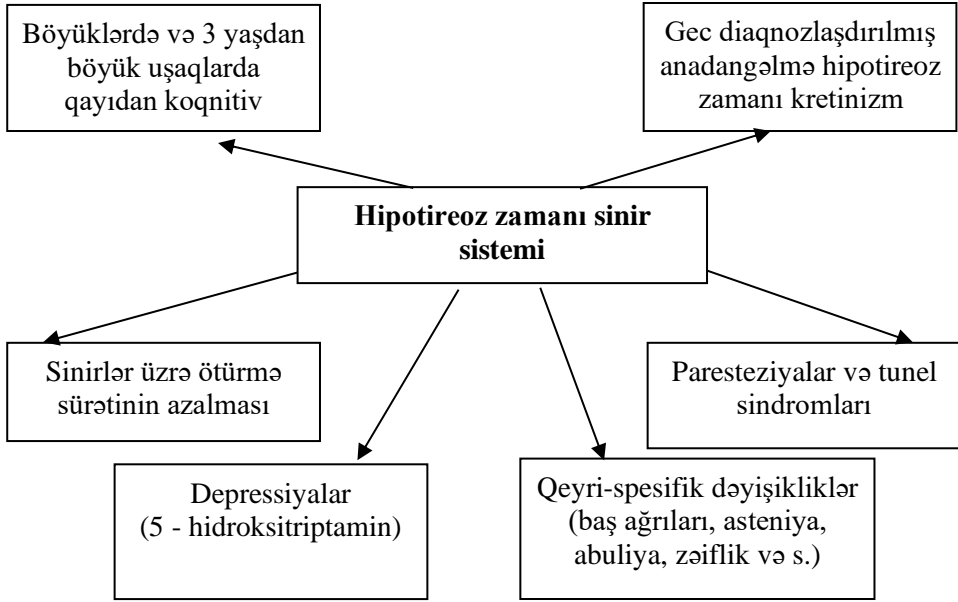 Böyüklərdə və 3 yaşdan
böyük uşaqlarda
qayıdan koqnitiv
Gec diaqnozlaşdırılmış
anadangəlmə hipotireoz
zamanı kretinizm
Hipotireoz zamanı sinir
sistemi
Sinirlər üzrə ötürmə
sürətinin azalması
Paresteziyalar və tunel
sindromları
Depressiyalar
(5 - hidroksitriptamin)
Qeyri-spesifik dəyişikliklər
(baş ağrıları, asteniya,
abuliya, zəiflik və s.)